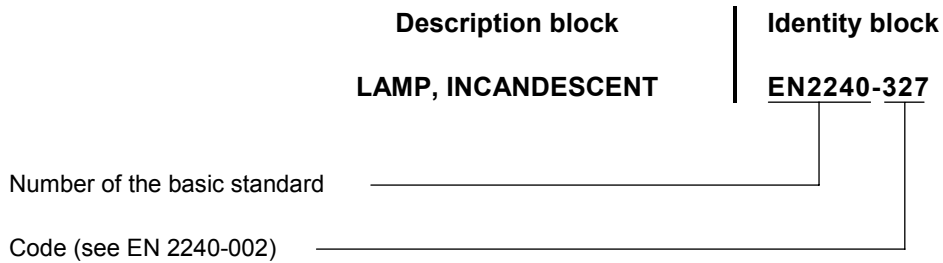 Description block Identity block
LAMP, INCANDESCENT EN2240-327
Number of the basic standard
Code (see EN 2240-002)